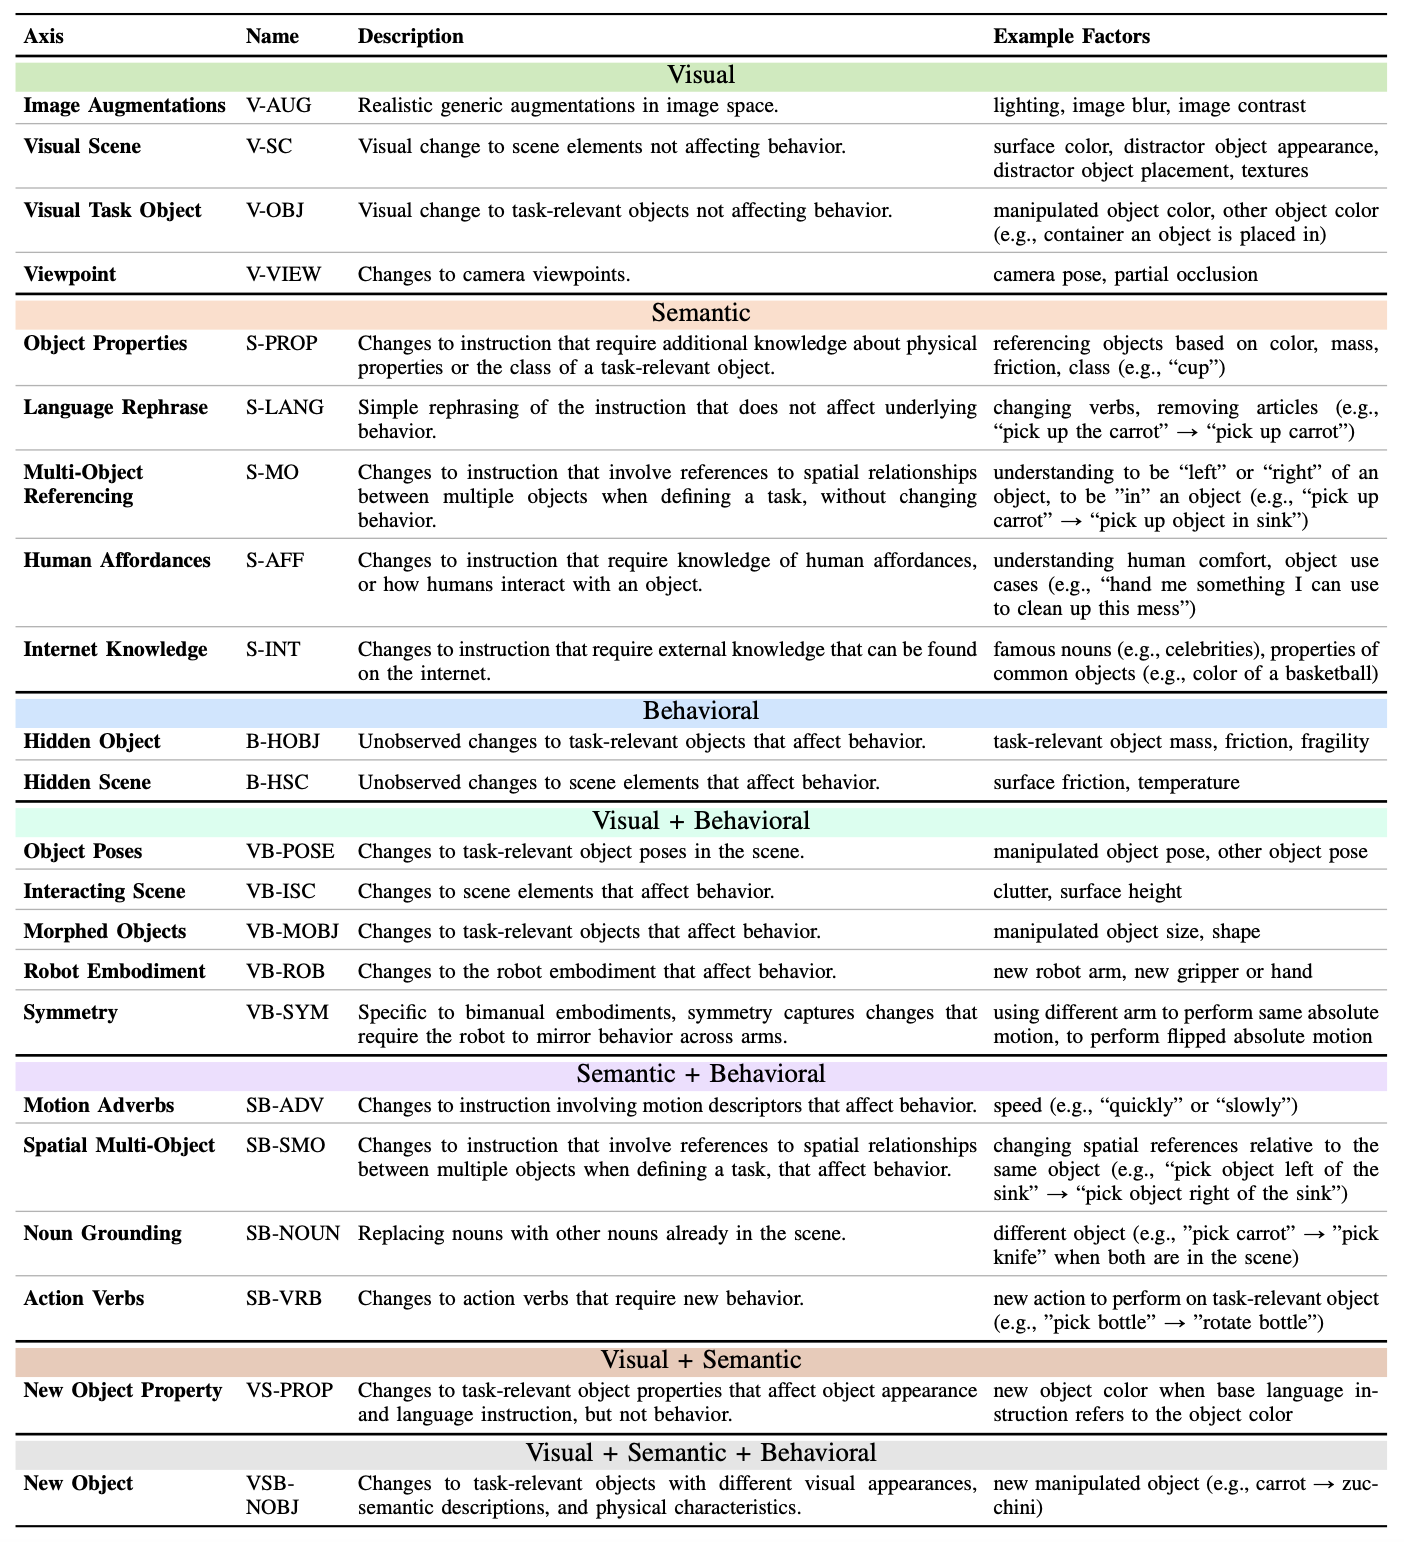 Axis Name Description Example Factors
Visual
Image Augmentations V-AUG Realistic generic augmentations in image space. lighting, image blur, image contrast
Visual Scene V-SC Visual change to scene elements not affecting behavior. surface color, distractor object appearance,
distractor object placement, textures
Visual Task Object V-OBJ Visual change to task-relevant objects not affecting behavior. manipulated object color, other object color
(e.g., container an object is placed in)
Viewpoint V-VIEW Changes to camera viewpoints. camera pose, partial occlusion
Semantic
Object Properties S-PROP Changes to instruction that require additional knowledge about physical referencing objects based on color, mass,
properties or the class of a task-relevant object. friction, class (e.g., “cup”)
Language Rephrase S-LANG Simple rephrasing of the instruction that does not affect underlying changing verbs, removing articles (e.g.,
behavior. “pick up the carrot” → “pick up carrot”)
Multi-Object S-MO Changes to instruction that involve references to spatial relationships understanding to be “left” or “right” of an
Referencing between multiple objects when defining a task, without changing object, to be ”in” an object (e.g., “pick up
behavior. carrot” → “pick up object in sink”)
Human Affordances S-AFF Changes to instruction that require knowledge of human affordances, understanding human comfort, object use
or how humans interact with an object. cases (e.g., “hand me something I can use
to clean up this mess”)
Internet Knowledge S-INT Changes to instruction that require external knowledge that can be found famous nouns (e.g., celebrities), properties of
on the internet. common objects (e.g., color of a basketball)
Behavioral
Hidden Object B-HOBJ Unobserved changes to task-relevant objects that affect behavior. task-relevant object mass, friction, fragility
Hidden Scene B-HSC Unobserved changes to scene elements that affect behavior. surface friction, temperature
Visual + Behavioral
Object Poses VB-POSE Changes to task-relevant object poses in the scene. manipulated object pose, other object pose
Interacting Scene VB-ISC Changes to scene elements that affect behavior. clutter, surface height
Morphed Objects VB-MOBJ Changes to task-relevant objects that affect behavior. manipulated object size, shape
Robot Embodiment VB-ROB Changes to the robot embodiment that affect behavior. new robot arm, new gripper or hand
Symmetry VB-SYM Specific to bimanual embodiments, symmetry captures changes that using different arm to perform same absolute
require the robot to mirror behavior across arms. motion, to perform flipped absolute motion
Semantic + Behavioral
Motion Adverbs SB-ADV Changes to instruction involving motion descriptors that affect behavior. speed (e.g., “quickly” or “slowly”)
Spatial Multi-Object SB-SMO Changes to instruction that involve references to spatial relationships changing spatial references relative to the
between multiple objects when defining a task, that affect behavior. same object (e.g., “pick object left of the
sink” → “pick object right of the sink”)
Noun Grounding SB-NOUN Replacing nouns with other nouns already in the scene. different object (e.g., ”pick carrot” → ”pick
knife” when both are in the scene)
Action Verbs SB-VRB Changes to action verbs that require new behavior. new action to perform on task-relevant object
(e.g., ”pick bottle” → ”rotate bottle”)
Visual + Semantic
New Object Property VS-PROP Changes to task-relevant object properties that affect object appearance new object color when base language in-
and language instruction, but not behavior. struction refers to the object color
Visual + Semantic + Behavioral
New Object VSB- Changes to task-relevant objects with different visual appearances, new manipulated object (e.g., carrot → zuc-
NOBJ semantic descriptions, and physical characteristics. chini)